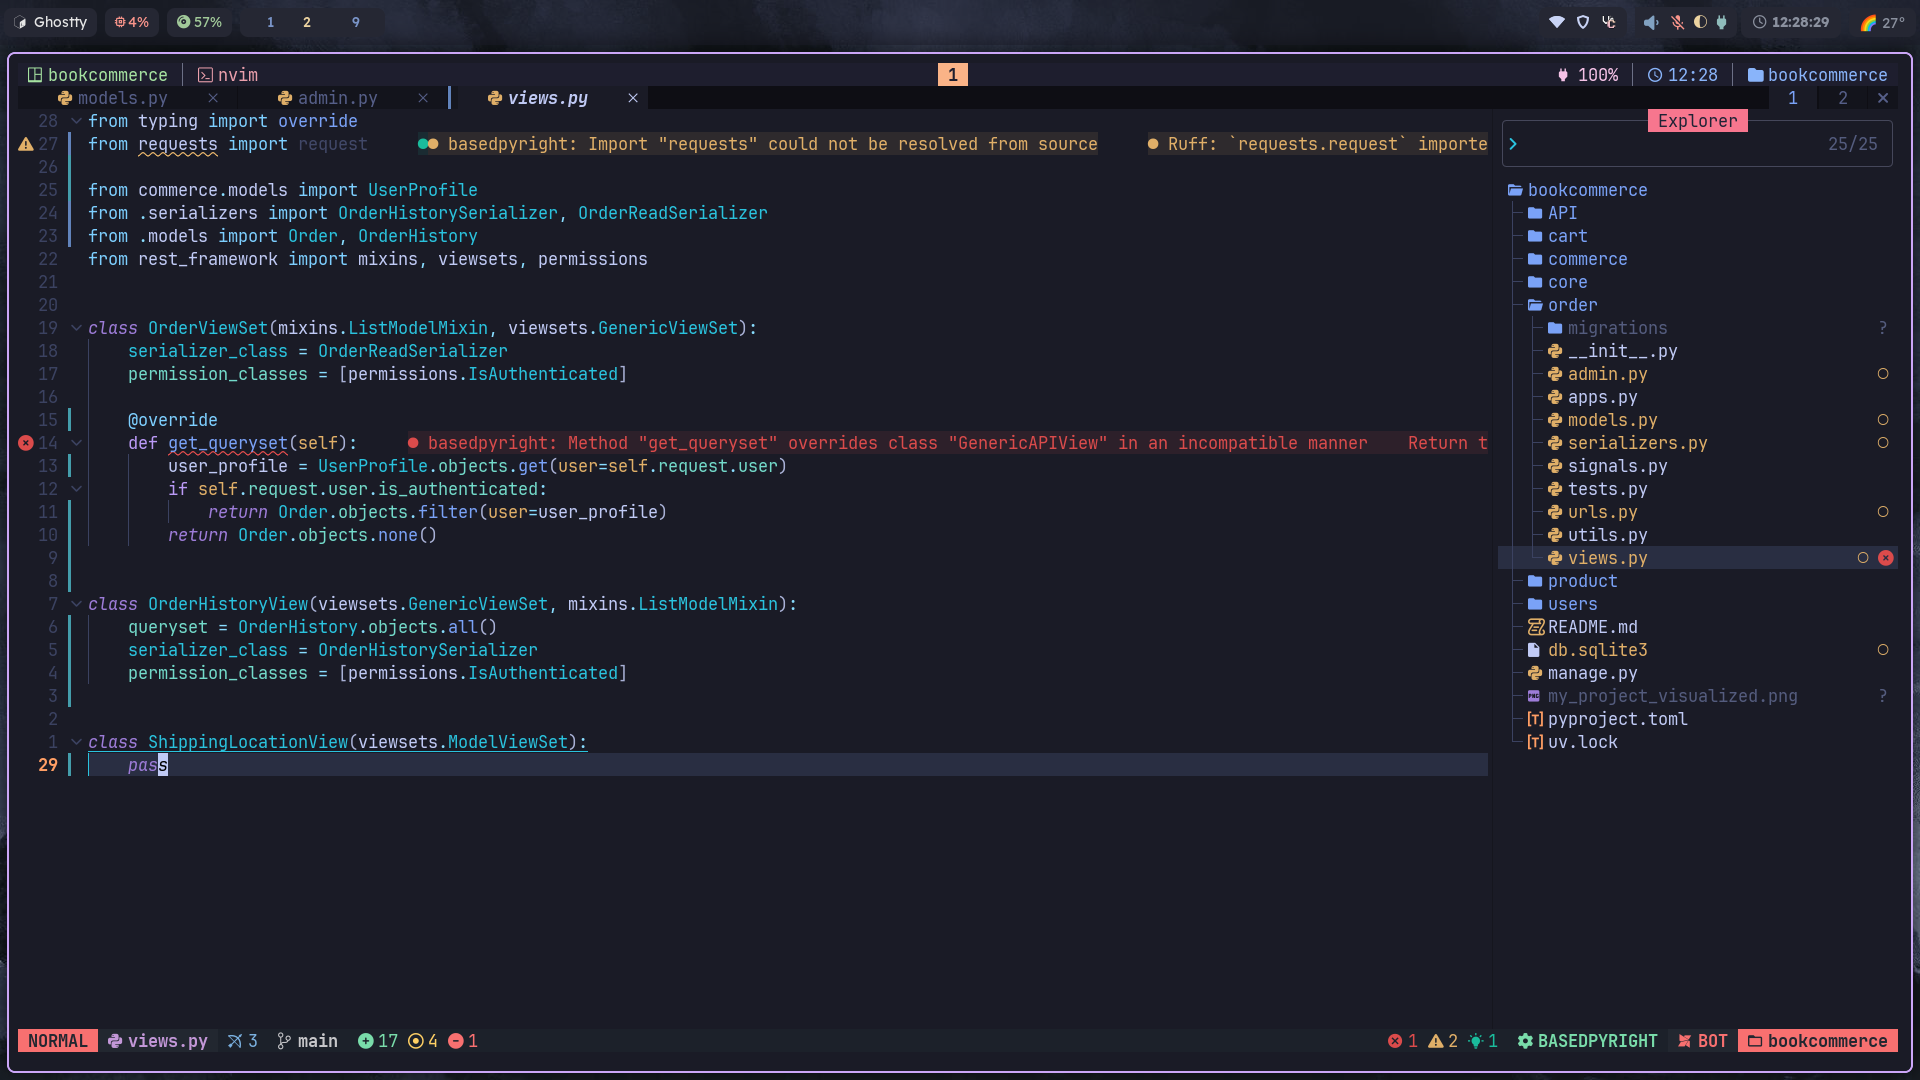 Ghostty 4% 57% 1 2 9 12:28:29 27°
bookcommerce nvim 1 100% 12:28 bookcommerce
models.py admin.py views.py 1 2
28 from typing import override
27 from requests import request basedpyright: Import "requests" could not be resolved from source Ruff: `requests.request` importe
26
25 from commerce.models import UserProfile
24 from .serializers import OrderHistorySerializer, OrderReadSerializer
23 from .models import Order, OrderHistory
22 from rest_framework import mixins, viewsets, permissions
21
20
19 class OrderViewSet(mixins.ListModelMixin, viewsets.GenericViewSet):
18 serializer_class = OrderReadSerializer
17 permission_classes = [permissions.IsAuthenticated]
16
15 @override
14 def get_queryset(self): basedpyright: Method "get_queryset" overrides class "GenericAPIView" in an incompatible manner Return t
13 user_profile = UserProfile.objects.get(user=self.request.user)
12 if self.request.user.is_authenticated:
11 return Order.objects.filter(user=user_profile)
10 return Order.objects.none()
9
8
7 class OrderHistoryView(viewsets.GenericViewSet, mixins.ListModelMixin):
6 queryset = OrderHistory.objects.all()
5 serializer_class = OrderHistorySerializer
4 permission_classes = [permissions.IsAuthenticated]
3
2
1 class ShippingLocationView(viewsets.ModelViewSet):
29 pass
Explorer
25/25
bookcommerce
API
cart
commerce
core
order
migrations ?
__init__.py
admin.py
apps.py
models.py
serializers.py
signals.py
tests.py
urls.py
utils.py
views.py
product
users
README.md
db.sqlite3
manage.py
my_project_visualized.png ?
pyproject.toml
uv.lock
NORMAL views.py 3 main 17 4 1 1 2 1 BASEDPYRIGHT BOT bookcommerce